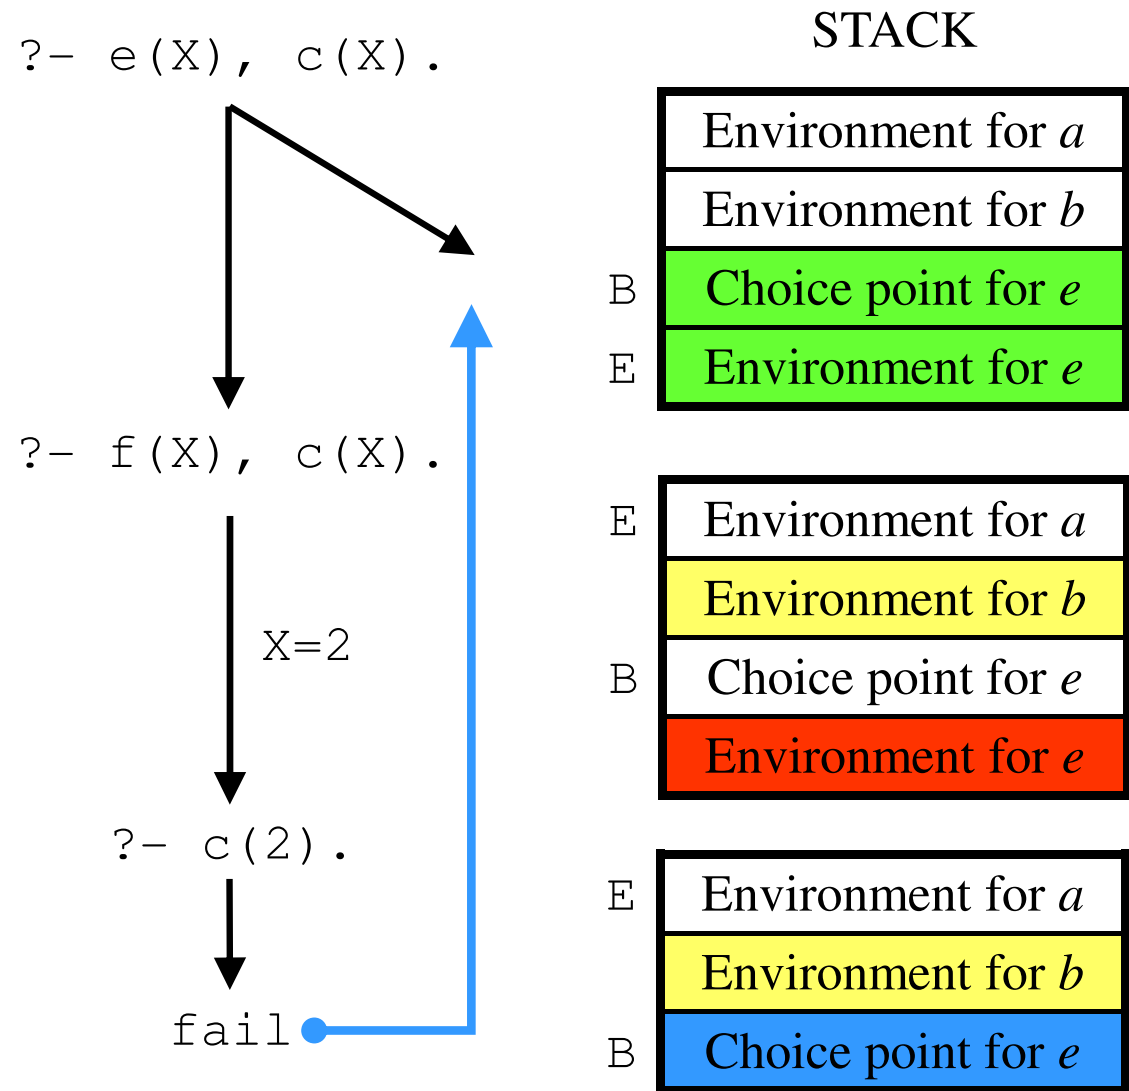 STACK
?- e(X), c(X).
Environment for a
Environment for b
B Choice point for e
E Environment for e
?- f(X), c(X).
E Environment for a
Environment for b
X=2
B Choice point for e
Environment for e
?- c(2).
E Environment for a
Environment for b
fail
B Choice point for e